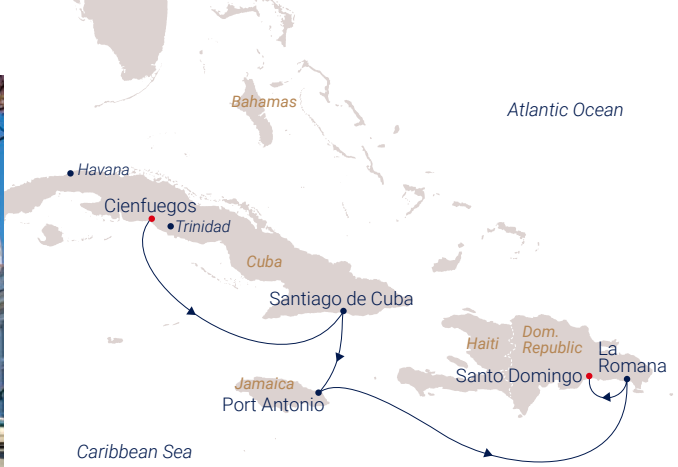 Bahamas
Atlantic Ocean
Havana
Cienfuegos
Trinidad
Cuba
Santiago de Cuba
Haiti
Dom.
Republic
La
Romana
Santo Domingo
Jamaica
Port Antonio
Caribbean Sea